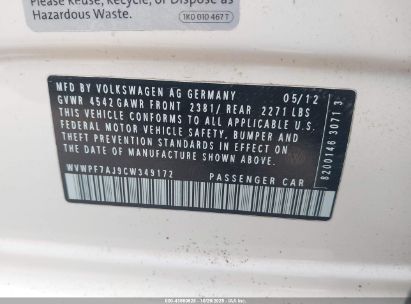 Please Reuse, Recycle, or Dispose as
Hazardous Waste.
1K0 010 467 T
MFD BY VOLKSWAGEN AG GERMANY 05/12
GVWR 4542 GAWR FRONT 2381/ REAR 2271 LBS
THIS VEHICLE CONFORMS TO ALL APPLICABLE U.S.
FEDERAL MOTOR VEHICLE SAFETY, BUMPER AND
THEFT PREVENTION STANDARDS IN EFFECT ON THE
DATE OF MANUFACTURE SHOWN ABOVE.
WVWPF7AJ9CW349172 PASSENGER CAR
8200146 3071 3